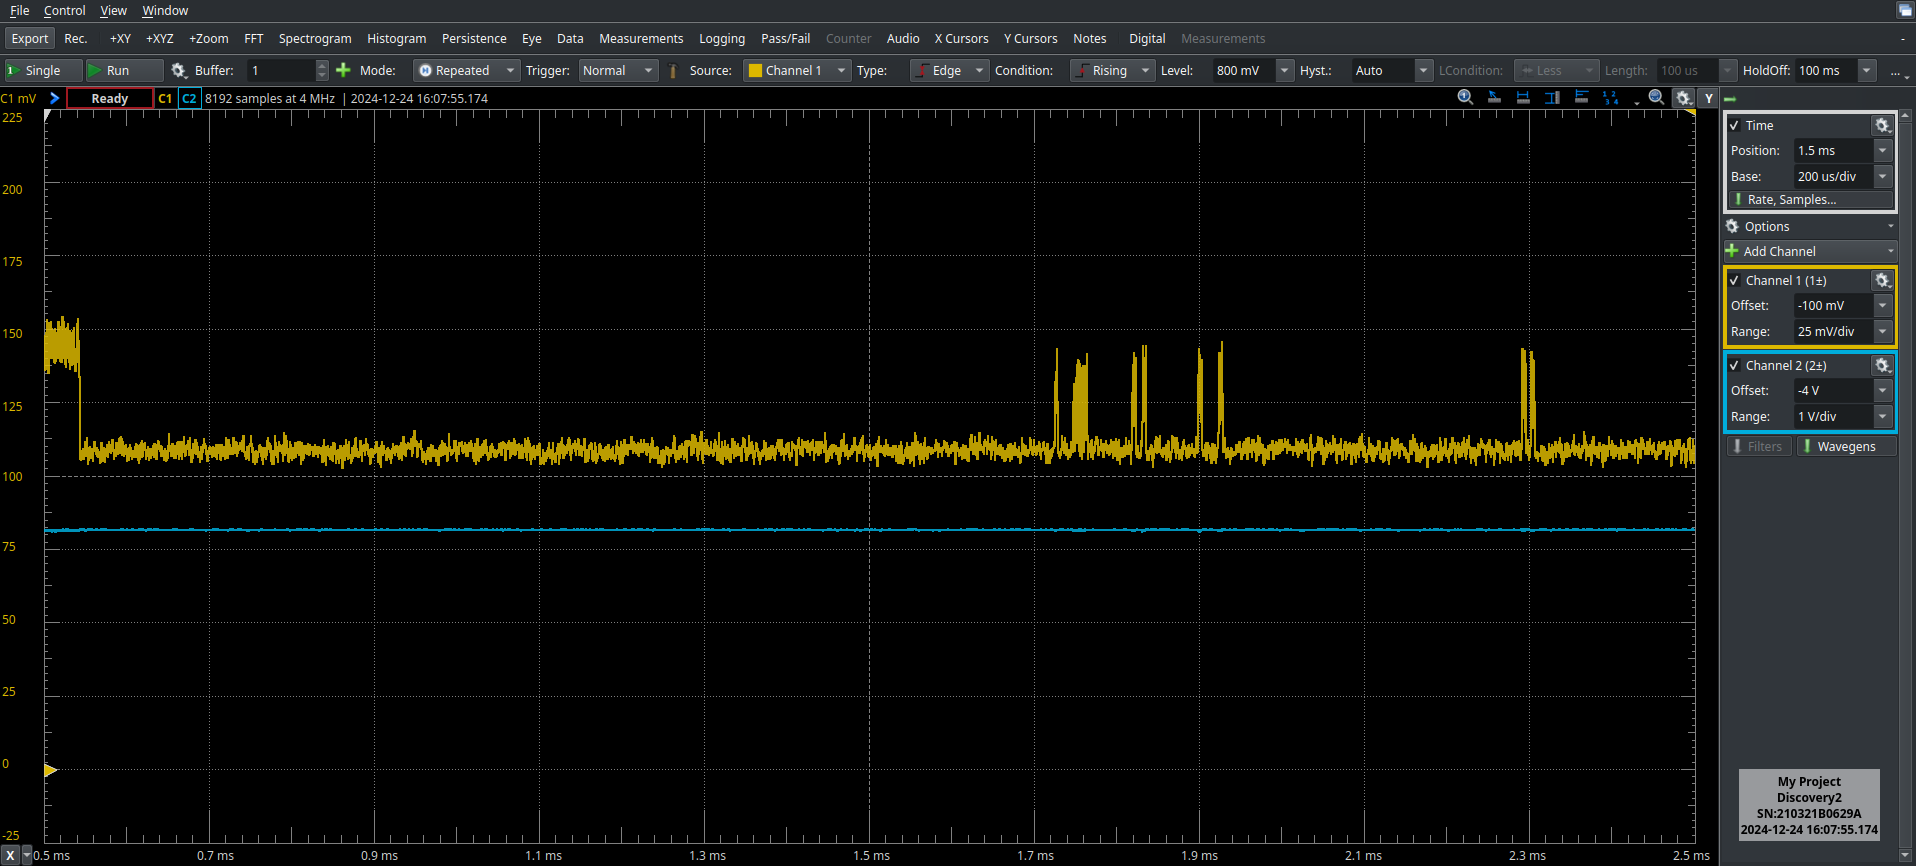 File Control View Window
Export Rec. +XY +XYZ +Zoom FFT Spectrogram Histogram Persistence Eye Data Measurements Logging Pass/Fail Counter Audio X Cursors Y Cursors Notes Digital Measurements -
1 Single Run Buffer: 1 Mode: Repeated Trigger: Normal Source: Channel 1 Type: Edge Condition: Rising Level: 800 mV Hyst.: Auto LCondition: Less Length: 100 us HoldOff: 100 ms ...
C1 mV Ready C1 C2 8192 samples at 4 MHz | 2024-12-24 16:07:55.174 Y
225
200
175
150
125
100
75
50
25
0
-25
X 0.5 ms 0.7 ms 0.9 ms 1.1 ms 1.3 ms 1.5 ms 1.7 ms 1.9 ms 2.1 ms 2.3 ms 2.5 ms
Time
Position: 1.5 ms
Base: 200 us/div
Rate, Samples...
Options
Add Channel
Channel 1 (1±)
Offset: -100 mV
Range: 25 mV/div
Channel 2 (2±)
Offset: -4 V
Range: 1 V/div
Filters Wavegens
My Project
Discovery2
SN:210321B0629A
2024-12-24 16:07:55.174